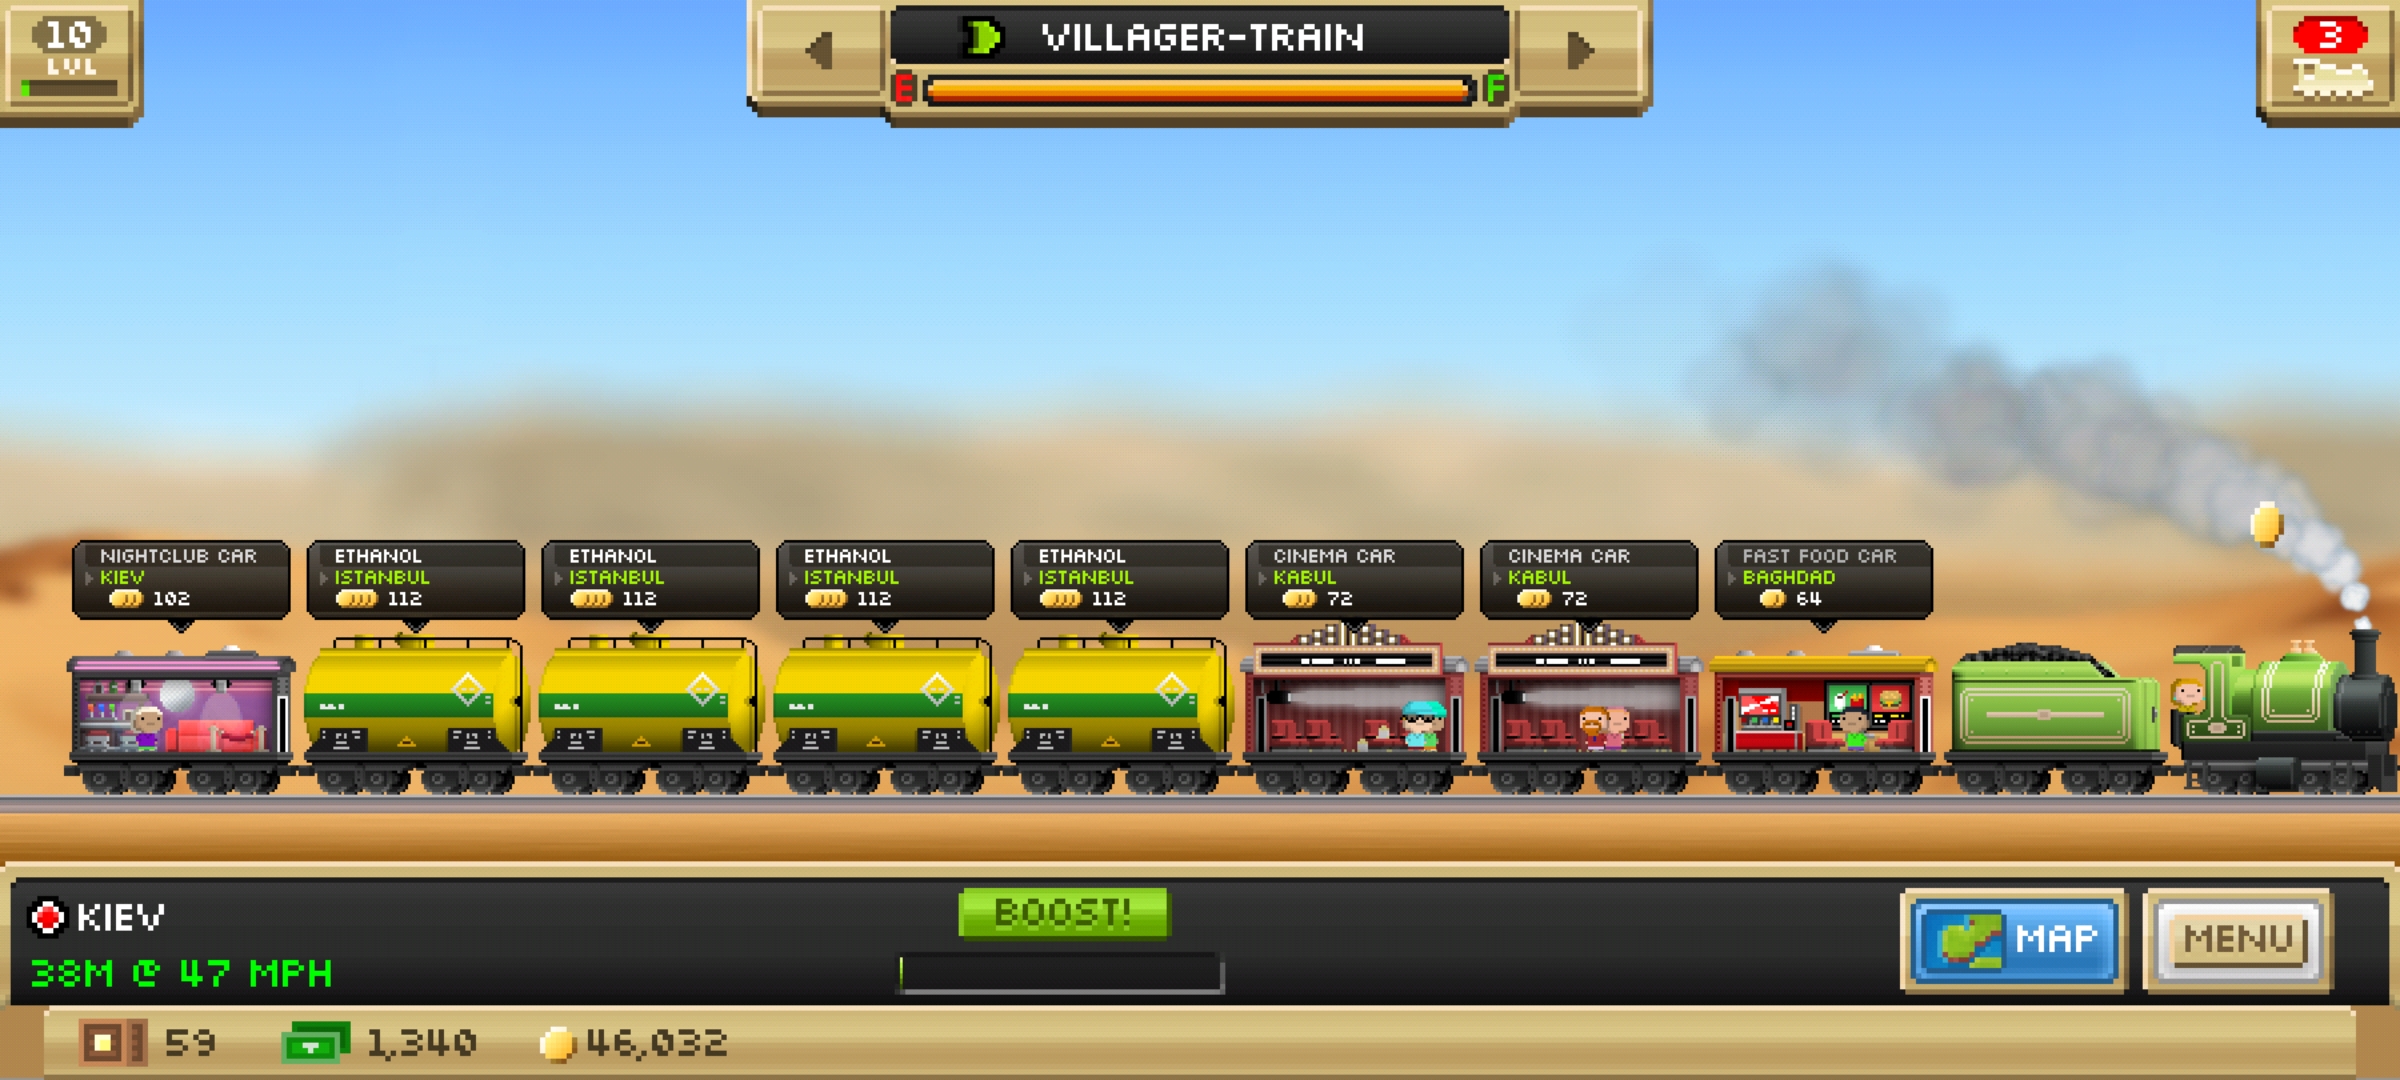 10
LVL
VILLAGER-TRAIN
E F
3
NIGHTCLUB CAR
KIEV
102
ETHANOL
ISTANBUL
112
ETHANOL
ISTANBUL
112
ETHANOL
ISTANBUL
112
ETHANOL
ISTANBUL
112
CINEMA CAR
KABUL
72
CINEMA CAR
KABUL
72
FAST FOOD CAR
BAGHDAD
64
KIEV
38M @ 47 MPH
BOOST!
MAP
MENU
59
1,340
46,032